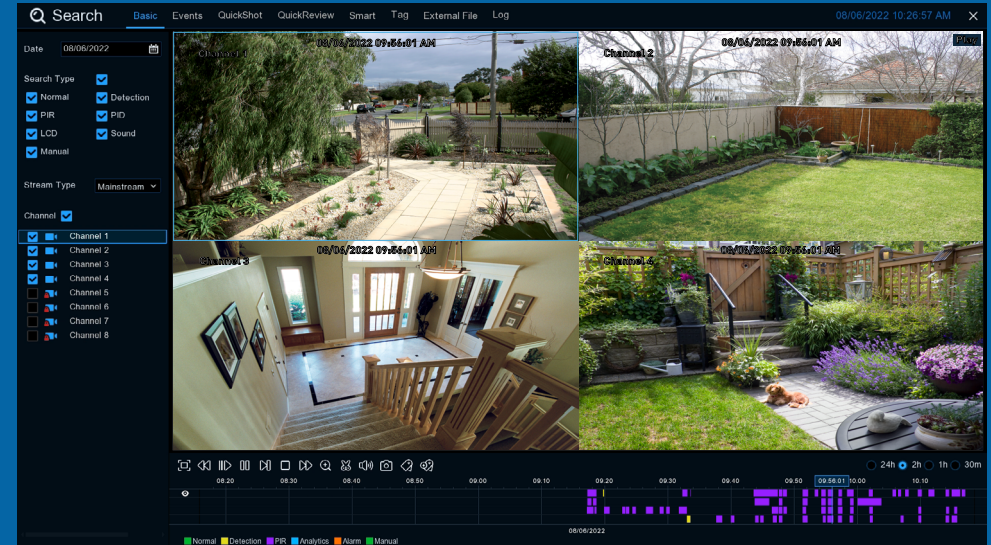 Search Basic Events QuickShot QuickReview Smart Tag External File Log 08/06/2022 10:26:57 AM
Date 08/06/2022
Search Type
Normal Detection
PIR PID
LCD Sound
Manual
Stream Type Mainstream
Channel
Channel 1
Channel 2
Channel 3
Channel 4
Channel 5
Channel 6
Channel 7
Channel 8
08/06/2022 09:56:01 AM
Channel 1
08/06/2022 09:56:01 AM
Channel 2
Play
08/06/2022 09:56:01 AM
Channel 3
08/06/2022 09:56:01 AM
Channel 4
24h 2h 1h 30m
08.20 08.30 08.40 08.50 09.00 09.10 09.20 09.30 09.40 09.50 09.56.01 10.00 10.10
08/06/2022
Normal Detection PIR Analytics Alarm Manual